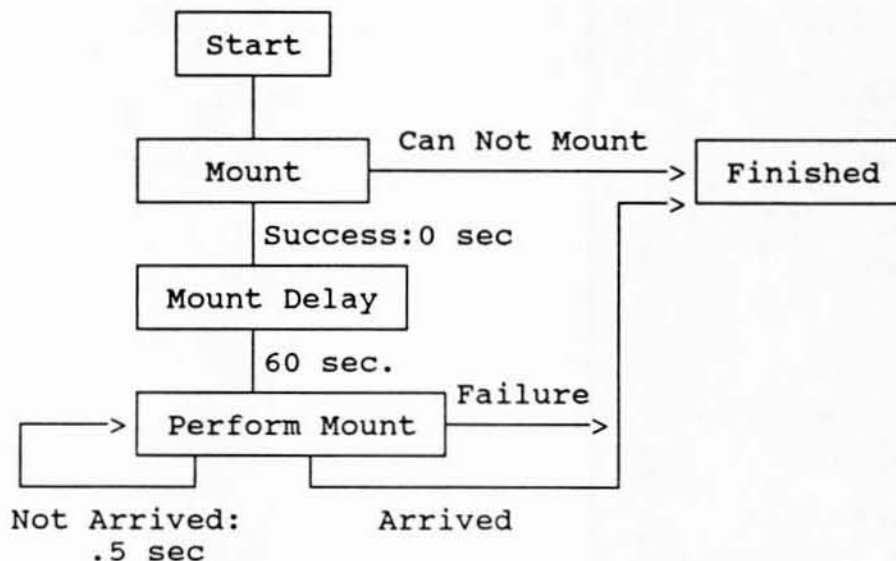 Start
Can Not Mount
Mount
Finished
Success:0 sec
Mount Delay
60 sec.
Failure
Perform Mount
Not Arrived:
.5 sec
Arrived